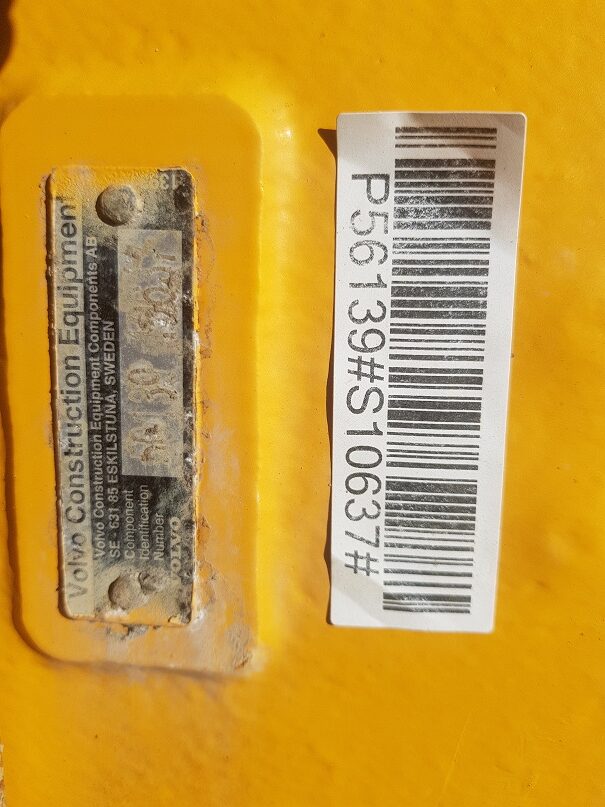 Volvo Construction Equipment
Volvo Construction Equipment Components AB
SE - 631 85 ESKILSTUNA, SWEDEN
Component
Identification
Number
VOLVO
P56139#S10637#